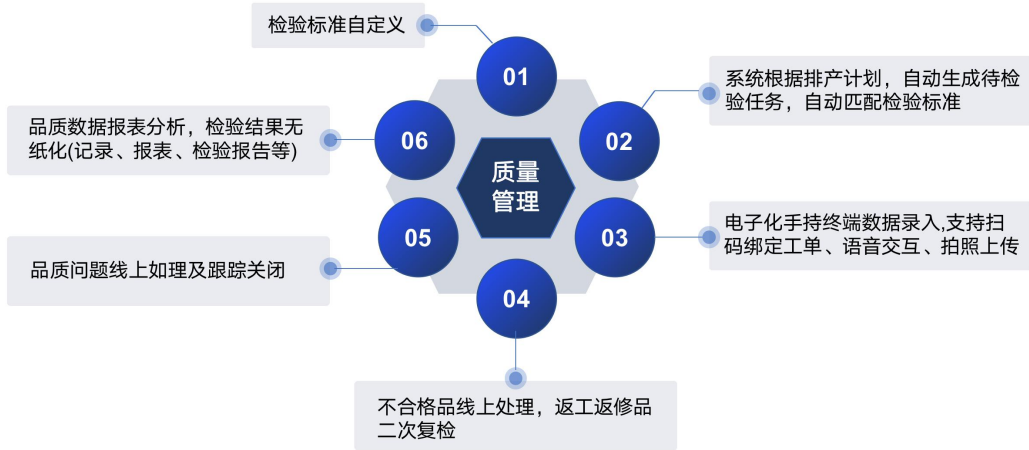 检验标准自定义
01
系统根据排产计划，自动生成待检
验任务，自动匹配检验标准
02
品质数据报表分析，检验结果无
纸化(记录、报表、检验报告等)
06
质量
管理
电子化手持终端数据录入,支持扫
码绑定工单、语音交互、拍照上传
03
品质问题线上如理及跟踪关闭
05
04
不合格品线上处理，返工返修品
二次复检